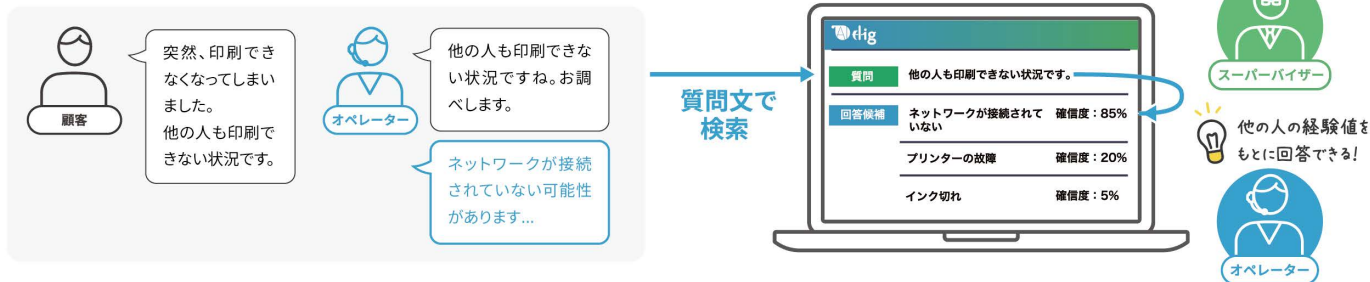 突然、印刷でき
なくなってしまい
ました。
他の人も印刷で
きない状況です。
顧客
他の人も印刷できな
い状況ですね。お調
べします。
オペレーター
ネットワークが接続
されていない可能性
があります...
質問文で
検索
dig
質問
他の人も印刷できない状況です。
回答候補
ネットワークが接続されて
いない
確信度：85%
プリンターの故障
確信度：20%
インク切れ
確信度：5%
スーパーバイザー
他の人の経験値を
もとに回答できる!
オペレーター